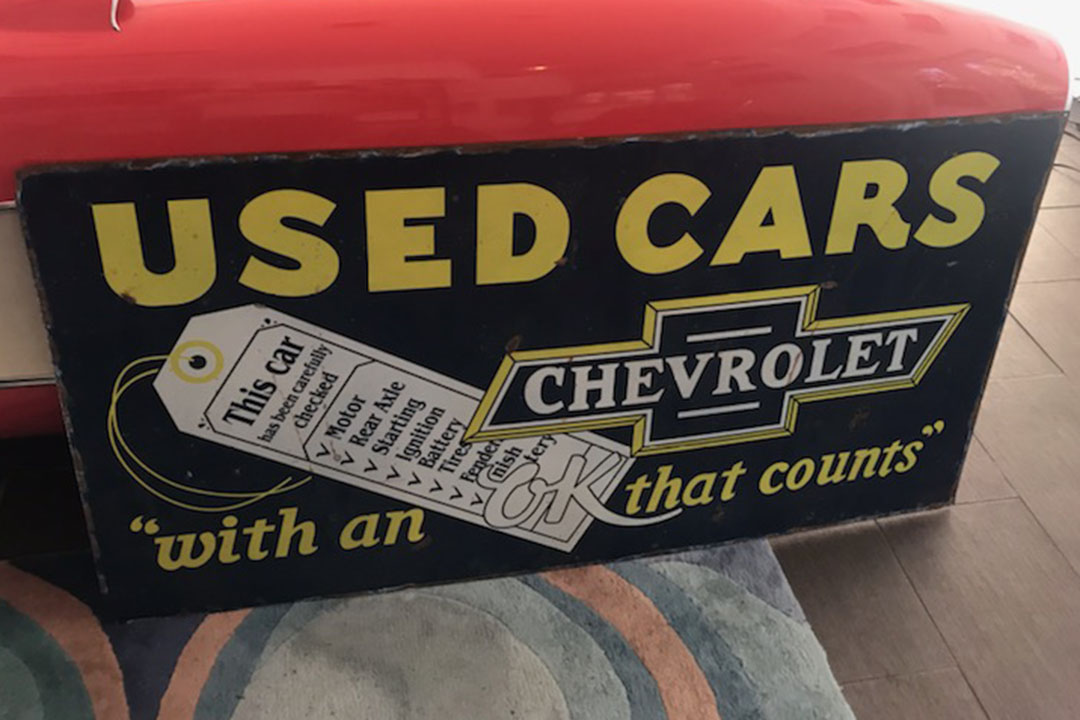 USED CARS
This car
has been carefully
checked
Motor
Rear Axle
Starting
Ignition
Battery
Tires
OK
CHEVROLET
“with an
that counts”